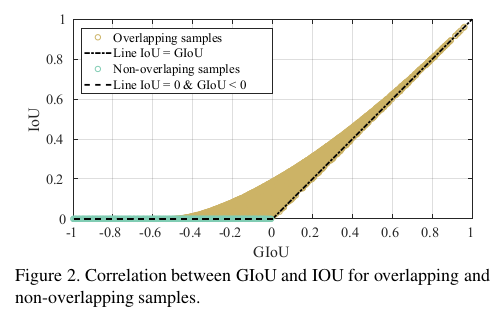 1
0.8
0.6
0.4
0.2
0
IoU
Overlapping samples
Line IoU = GIoU
Non-overlaping samples
Line IoU = 0 & GIoU < 0
-1 -0.8 -0.6 -0.4 -0.2 0 0.2 0.4 0.6 0.8 1
GIoU
Figure 2. Correlation between GIoU and IOU for overlapping and
non-overlapping samples.